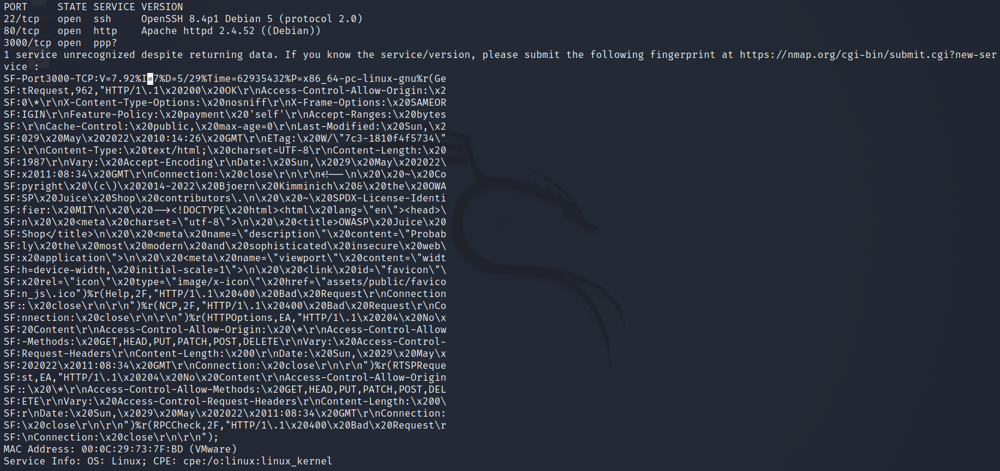 PORT     STATE SERVICE VERSION
22/tcp   open  ssh     OpenSSH 8.4p1 Debian 5 (protocol 2.0)
80/tcp   open  http    Apache httpd 2.4.52 ((Debian))
3000/tcp open  ppp?
1 service unrecognized despite returning data. If you know the service/version, please submit the following fingerprint at https://nmap.org/cgi-bin/submit.cgi?new-ser
vice :
SF-Port3000-TCP:V=7.92%I=7%D=5/29%Time=62935432%P=x86_64-pc-linux-gnu%r(Ge
SF:tRequest,962,"HTTP/1\.1\x20200\x20OK\r\nAccess-Control-Allow-Origin:\x2
SF:0\*\r\nX-Content-Type-Options:\x20nosniff\r\nX-Frame-Options:\x20SAMEOR
SF:IGIN\r\nFeature-Policy:\x20payment\x20'self'\r\nAccept-Ranges:\x20bytes
SF:\r\nCache-Control:\x20public,\x20max-age=0\r\nLast-Modified:\x20Sun,\x2
SF:029\x20May\x202022\x2010:14:26\x20GMT\r\nETag:\x20W/\"7c3-1810f4f5734\"
SF:\r\nContent-Type:\x20text/html;\x20charset=UTF-8\r\nContent-Length:\x20
SF:1987\r\nVary:\x20Accept-Encoding\r\nDate:\x20Sun,\x2029\x20May\x202022\
SF:x2011:08:34\x20GMT\r\nConnection:\x20close\r\n\r\n<!--\n\x20\x20~\x20Co
SF:pyright\x20\(c\)\x202014-2022\x20Bjoern\x20Kimminich\x20&\x20the\x20OWA
SF:SP\x20Juice\x20Shop\x20contributors\.\n\x20\x20~\x20SPDX-License-Identi
SF:fier:\x20MIT\n\x20\x20--><!DOCTYPE\x20html><html\x20lang=\"en\"><head>\
SF:n\x20\x20<meta\x20charset=\"utf-8\">\n\x20\x20<title>OWASP\x20Juice\x20
SF:Shop</title>\n\x20\x20<meta\x20name=\"description\"\x20content=\"Probab
SF:ly\x20the\x20most\x20modern\x20and\x20sophisticated\x20insecure\x20web\
SF:x20application\">\n\x20\x20<meta\x20name=\"viewport\"\x20content=\"widt
SF:h=device-width,\x20initial-scale=1\">\n\x20\x20<link\x20id=\"favicon\"\
SF:x20rel=\"icon\"\x20type=\"image/x-icon\"\x20href=\"assets/public/favico
SF:n_js\.ico")%r(Help,2F,"HTTP/1\.1\x20400\x20Bad\x20Request\r\nConnection
SF::\x20close\r\n\r\n")%r(NCP,2F,"HTTP/1\.1\x20400\x20Bad\x20Request\r\nCo
SF:nnection:\x20close\r\n\r\n")%r(HTTPOptions,EA,"HTTP/1\.1\x20204\x20No\x
SF:20Content\r\nAccess-Control-Allow-Origin:\x20\*\r\nAccess-Control-Allow
SF:-Methods:\x20GET,HEAD,PUT,PATCH,POST,DELETE\r\nVary:\x20Access-Control-
SF:Request-Headers\r\nContent-Length:\x200\r\nDate:\x20Sun,\x2029\x20May\x
SF:202022\x2011:08:34\x20GMT\r\nConnection:\x20close\r\n\r\n")%r(RTSPReque
SF:st,EA,"HTTP/1\.1\x20204\x20No\x20Content\r\nAccess-Control-Allow-Origin
SF::\x20\*\r\nAccess-Control-Allow-Methods:\x20GET,HEAD,PUT,PATCH,POST,DEL
SF:ETE\r\nVary:\x20Access-Control-Request-Headers\r\nContent-Length:\x200\
SF:r\nDate:\x20Sun,\x2029\x20May\x202022\x2011:08:34\x20GMT\r\nConnection:
SF:\x20close\r\n\r\n")%r(RPCCheck,2F,"HTTP/1\.1\x20400\x20Bad\x20Request\r
SF:\nConnection:\x20close\r\n\r\n");
MAC Address: 00:0C:29:73:7F:BD (VMware)
Service Info: OS: Linux; CPE: cpe:/o:linux:linux_kernel